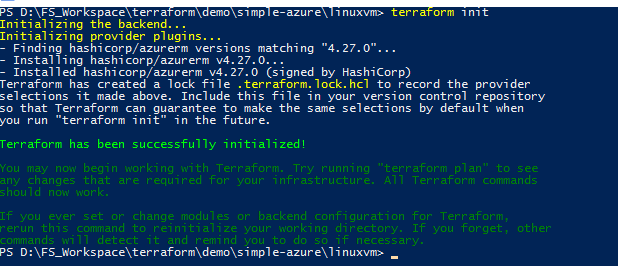 PS D:\FS_Workspace\terraform\demo\simple-azure\linuxvm> terraform init
Initializing the backend...
Initializing provider plugins...
- Finding hashicorp/azurerm versions matching "4.27.0"...
- Installing hashicorp/azurerm v4.27.0...
- Installed hashicorp/azurerm v4.27.0 (signed by HashiCorp)
Terraform has created a lock file .terraform.lock.hcl to record the provider
selections it made above. Include this file in your version control repository
so that Terraform can guarantee to make the same selections by default when
you run "terraform init" in the future.
Terraform has been successfully initialized!
You may now begin working with Terraform. Try running "terraform plan" to see
any changes that are required for your infrastructure. All Terraform commands
should now work.
If you ever set or change modules or backend configuration for Terraform,
rerun this command to reinitialize your working directory. If you forget, other
commands will detect it and remind you to do so if necessary.
PS D:\FS_Workspace\terraform\demo\simple-azure\linuxvm>